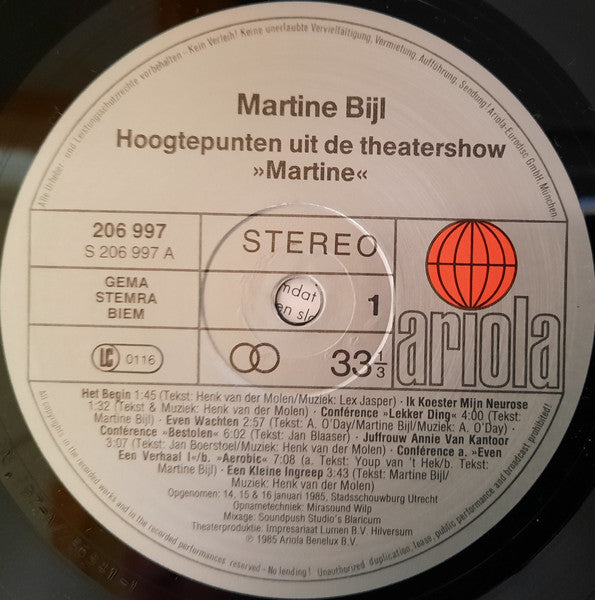 Alle Urheber- und Leistungsschutzrechte vorbehalten - Kein Verleih! Keine unerlaubte Vervielfältigung, Vermietung, Aufführung, Sendung! Ariola-Eurodisc GmbH, München.
Martine Bijl
Hoogtepunten uit de theatershow
»Martine«
206 997
S 206 997 A
STEREO
GEMA
STEMRA
BIEM
ndat
en
1
LC 0116
33 1/3
ariola
Het Begin 1:45 (Tekst: Henk van der Molen/Muziek: Lex Jasper) · Ik Koester Mijn Neurose
1:32 (Tekst & Muziek: Henk van der Molen) · Conférence »Lekker Ding« 4:00 (Tekst:
Martine Bijl) · Even Wachten 2:57 (Tekst: A. O'Day/Martine Bijl/Muziek: A. O'Day) ·
Conférence »Bestolen« 6:02 (Tekst: Jan Blaaser) · Juffrouw Annie Van Kantoor
3:07 (Tekst: Jan Boerstoel/Muziek: Henk van der Molen) · Conférence a. »Even
Een Verhaal I«/b. »Aerobic« 7:08 (a. Tekst: Youp van 't Hek/b. Tekst:
Martine Bijl) · Een Kleine Ingreep 3:43 (Tekst: Martine Bijl/
Muziek: Henk van der Molen)
Opgenomen: 14, 15 & 16 januari 1985, Stadsschouwburg Utrecht
Opnametechniek: Mirasound Wilp
Mixage: Soundpush Studio's Blaricum
Theaterproduktie: Impresariaat Lumen B.V. Hilversum
℗ 1985 Ariola Benelux B.V.
All copyrights in the recorded works and in the recorded performances reserved - No lending! Unauthorized duplication, lease, public performance and broadcast prohibited!